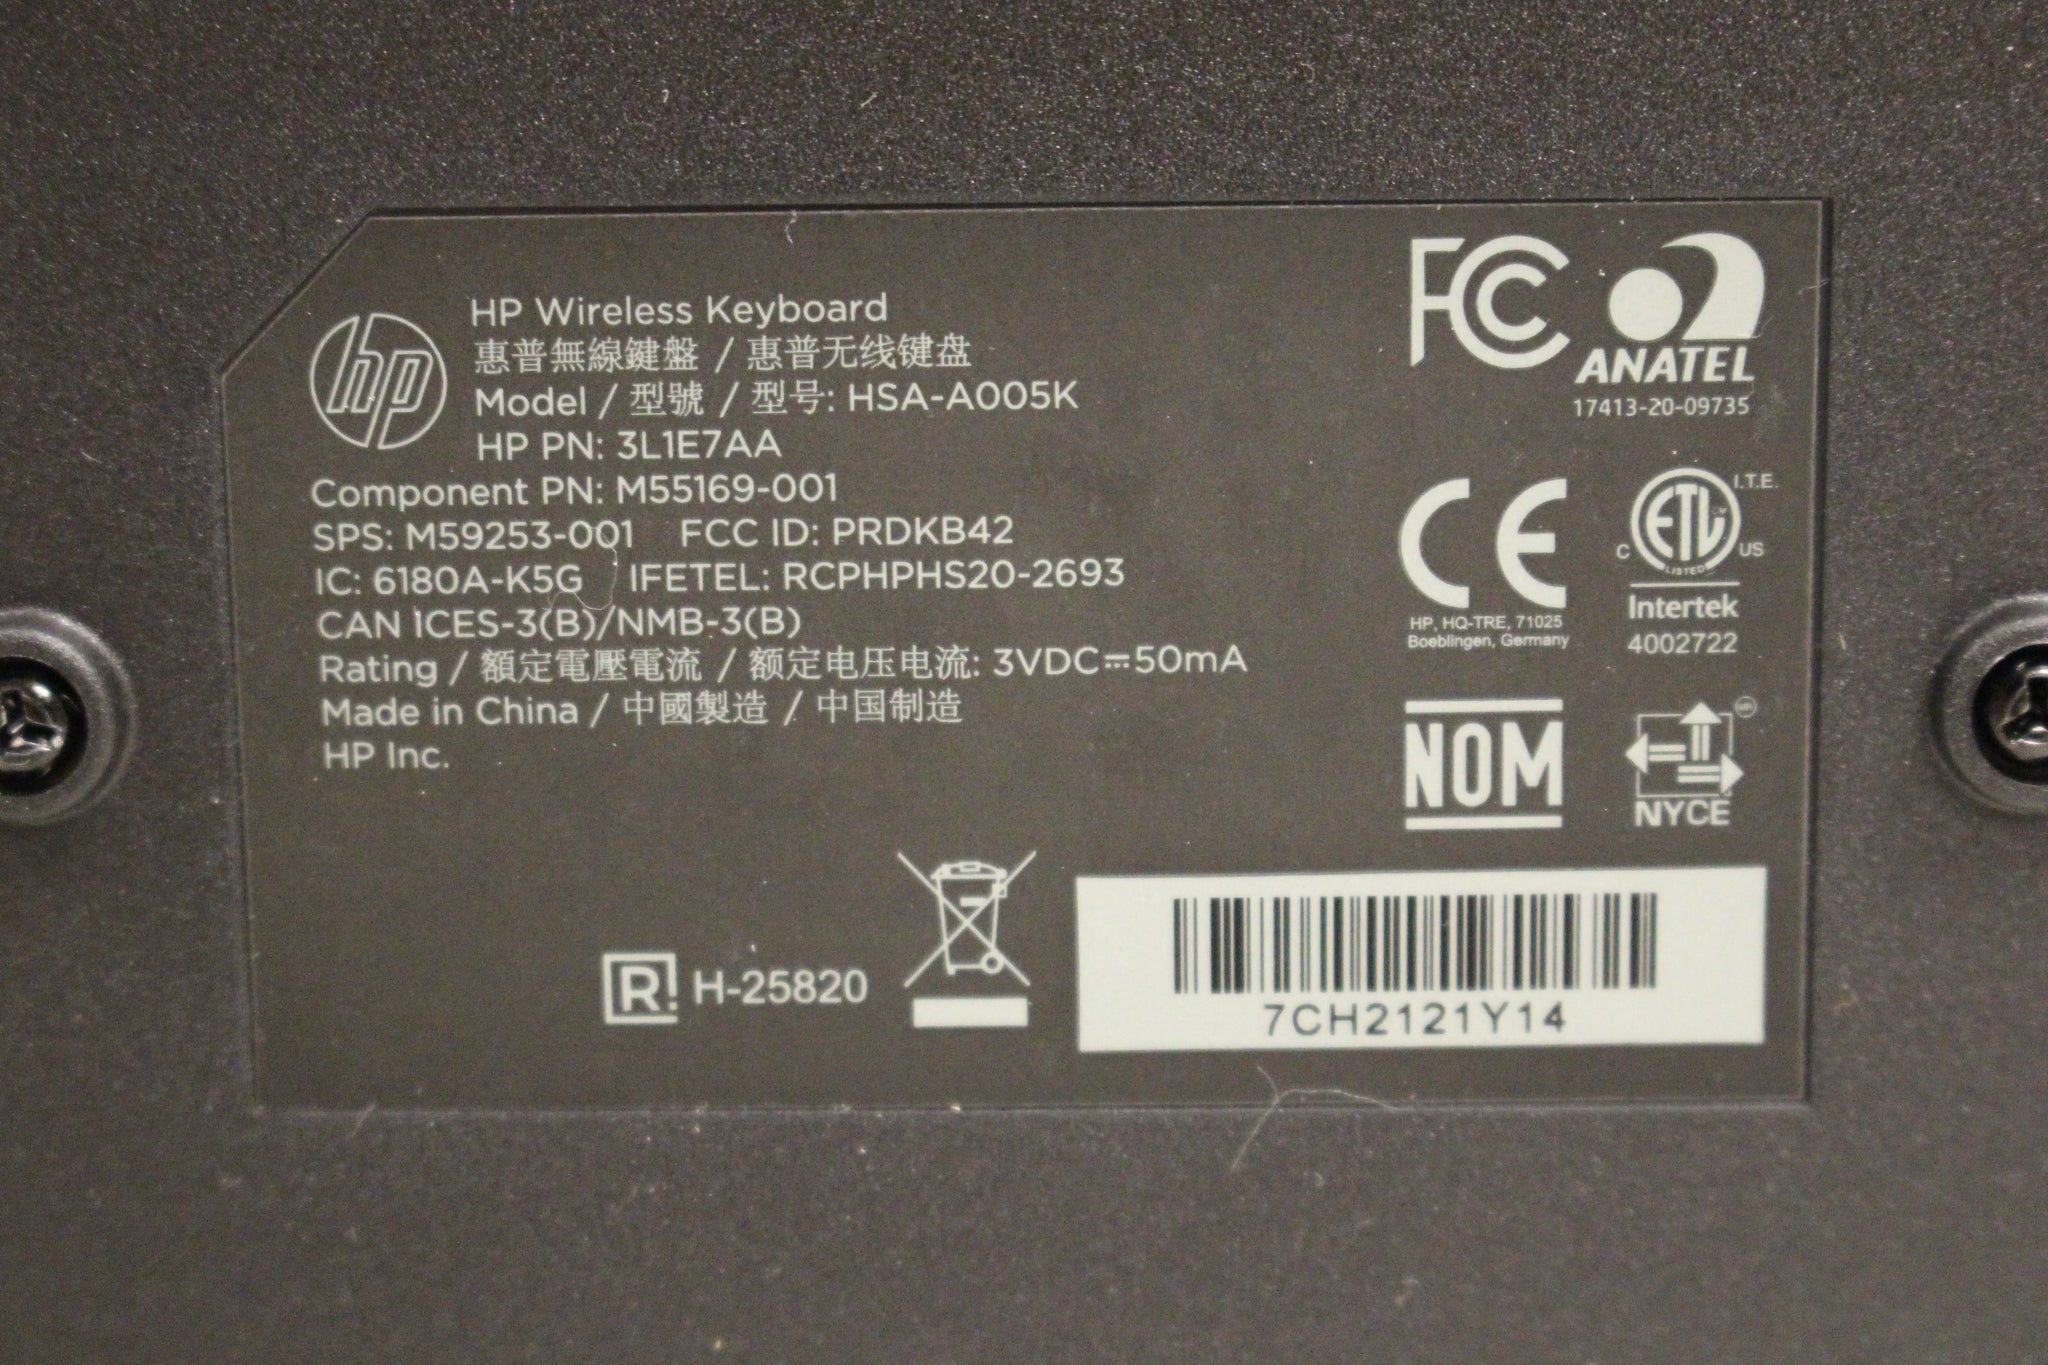 hp
HP Wireless Keyboard
惠普無線鍵盤 / 惠普无线键盘
Model / 型號 / 型号: HSA-A005K
HP PN: 3L1E7AA
Component PN: M55169-001
SPS: M59253-001 FCC ID: PRDKB42
IC: 6180A-K5G IFETEL: RCPHPHS20-2693
CAN ICES-3(B)/NMB-3(B)
Rating / 額定電壓電流 / 额定电压电流: 3VDC⎓50mA
Made in China / 中國製造 / 中国制造
HP Inc.
FCC
ANATEL
17413-20-09735
CE
HP, HQ-TRE, 71025
Boeblingen, Germany
ETL I.T.E.
C US
LISTED
Intertek
4002722
NOM
NYCE
R H-25820
7CH2121Y14